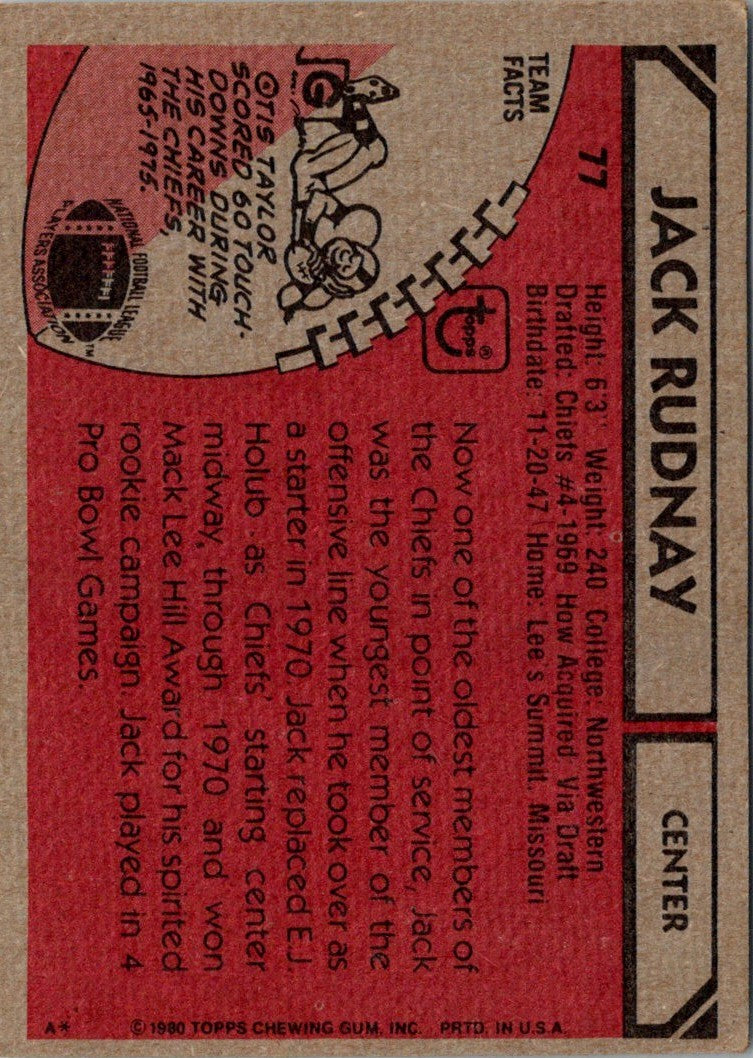 JACK RUDNAY
CENTER
77
Height: 6'3" Weight: 240 College: Northwestern
Drafted: Chiefs #4-1969 How Acquired: Via Draft
Birthdate: 11-20-47 Home: Lee's Summit, Missouri
TEAM
FACTS
OTIS TAYLOR
SCORED 60 TOUCH-
DOWNS DURING
HIS CAREER WITH
THE CHIEFS,
1965-1975.
topps®
NATIONAL FOOTBALL LEAGUE
PLAYERS ASSOCIATION
TM
Now one of the oldest members of
the Chiefs in point of service, Jack
was the youngest member of the
offensive line when he took over as
a starter in 1970. Jack replaced E.J.
Holub as Chiefs' starting center
midway through 1970 and won
Mack Lee Hill Award for his spirited
rookie campaign. Jack played in 4
Pro Bowl Games.
©1980 TOPPS CHEWING GUM, INC. PRTD. IN U.S.A.
A*